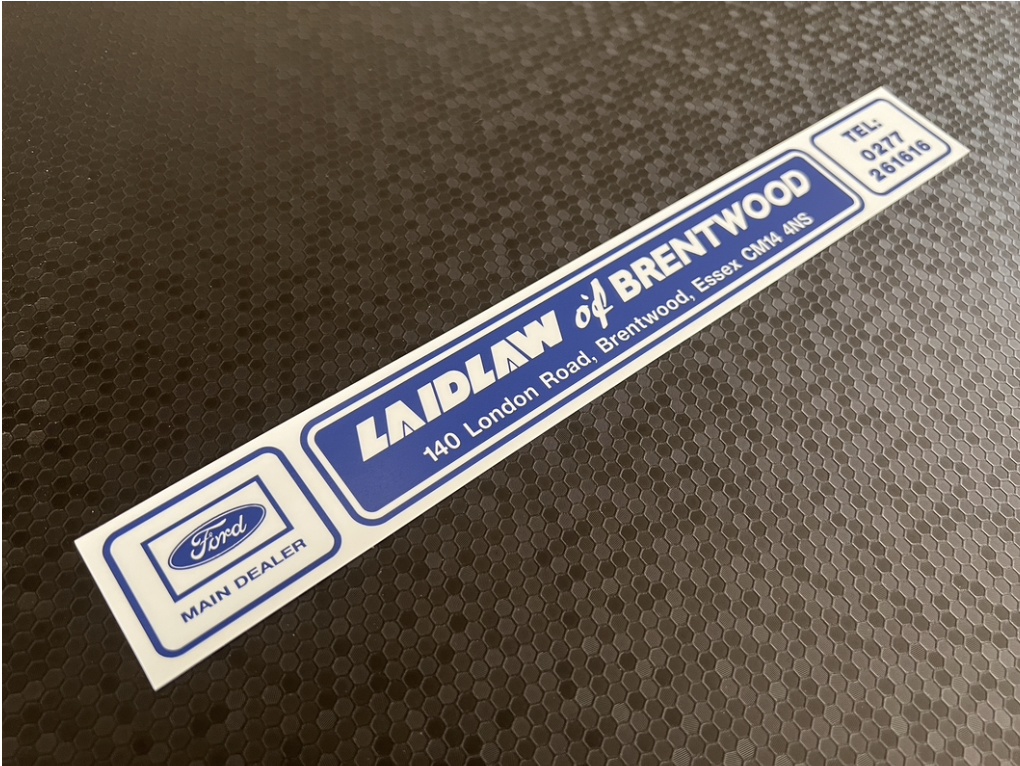 Ford
MAIN DEALER
LAIDLAW of BRENTWOOD
140 London Road, Brentwood, Essex CM14 4NS
TEL:
0277
261616